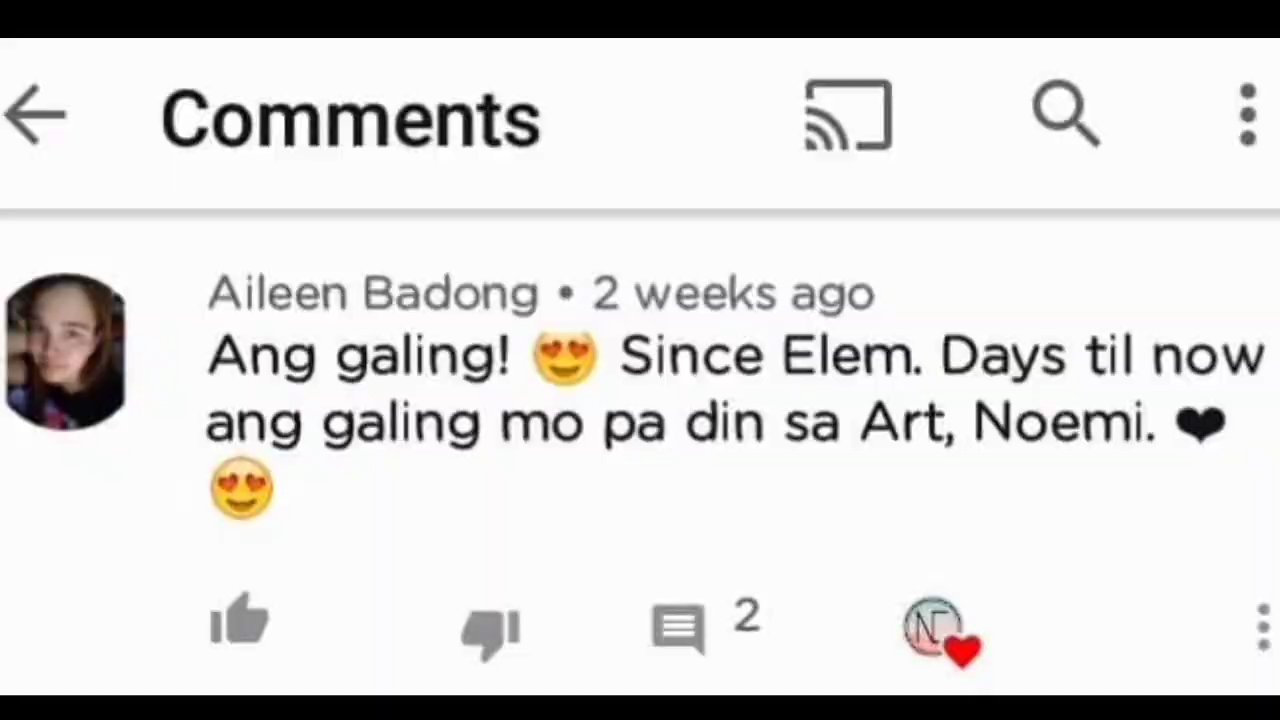 Comments
Aileen Badong • 2 weeks ago
Ang galing! 😍 Since Elem. Days til now
ang galing mo pa din sa Art, Noemi. ❤
😍
2